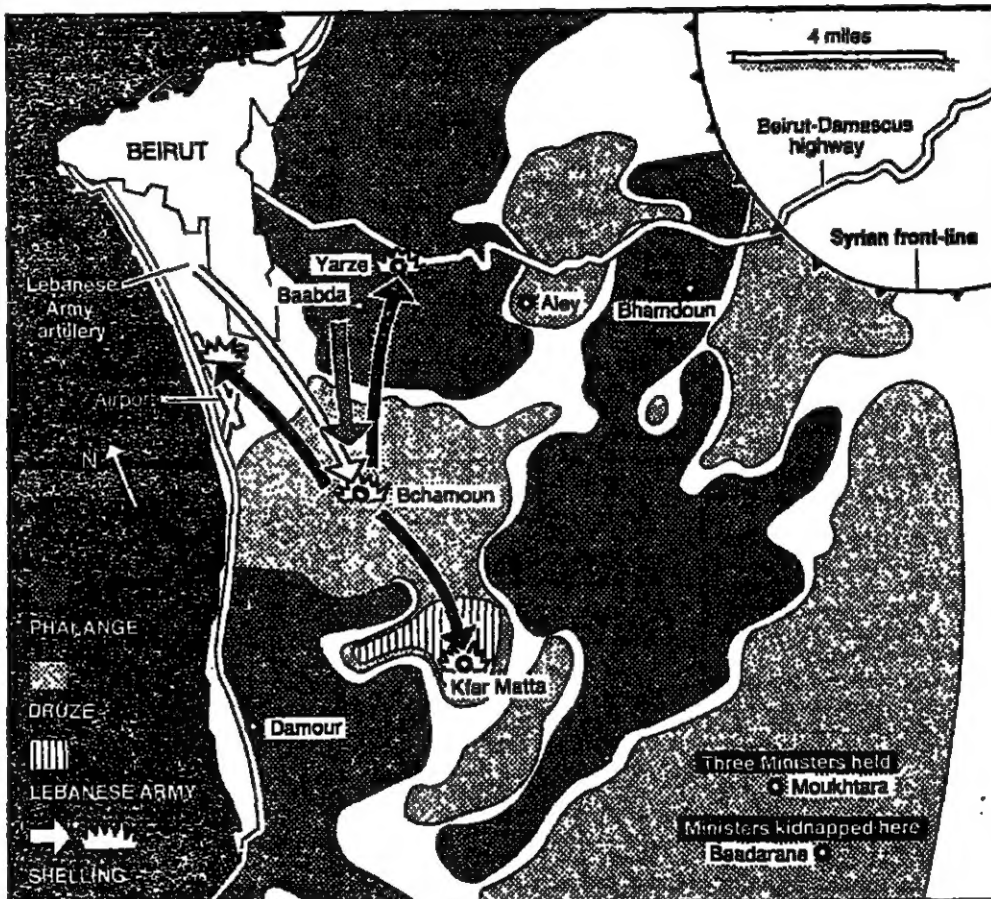 4 miles
Beirut-Damascus
highway
BEIRUT
Syrian front-line
Yarze
Baabda
Lebanese
Army
artillery
Aley
Bhamdoun
Airport
N
Bchamoun
PHALANGE
Kfar Matta
DRUZE
Damour
LEBANESE ARMY
Three Ministers held
Moukhtara
Ministers kidnapped here
Baadarane
SHELLING